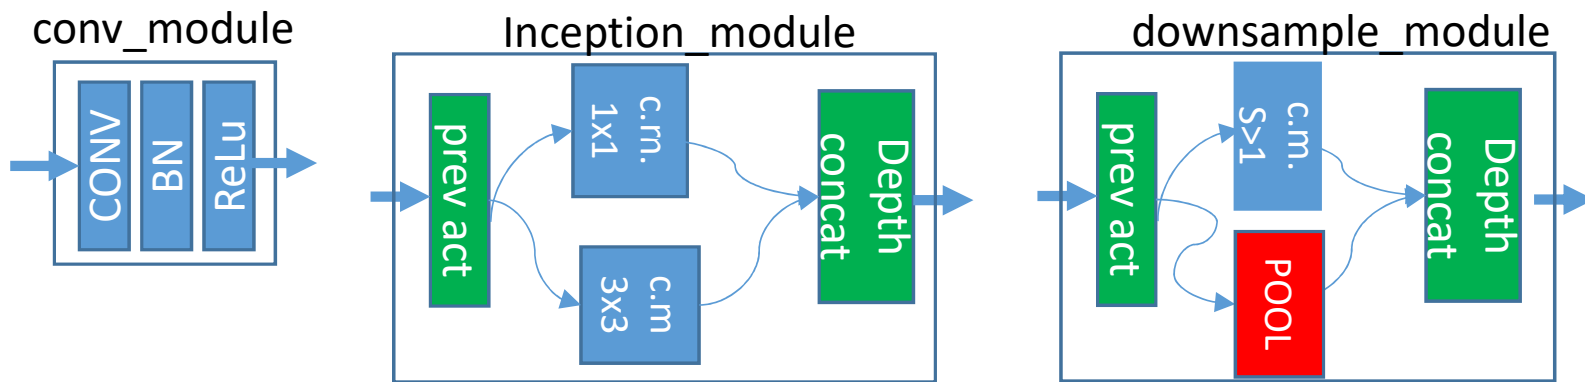 conv_module
CONV
BN
ReLu
Inception_module
prev act
c.m.
1x1
c.m
3x3
Depth
concat
downsample_module
prev act
c.m.
S>1
POOL
Depth
concat